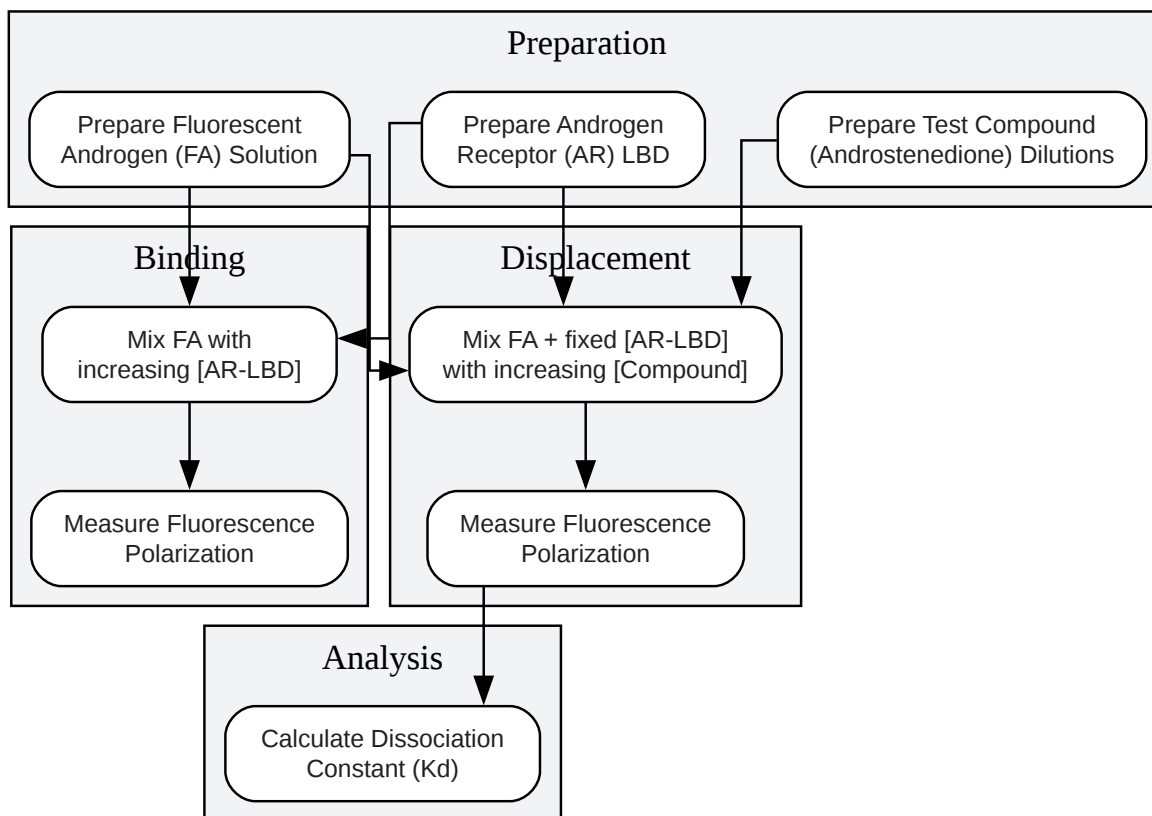 Preparation
Prepare Fluorescent
Androgen (FA) Solution
Prepare Androgen
Receptor (AR) LBD
Prepare Test Compound
(Androstenedione) Dilutions
Binding
Mix FA with
increasing [AR-LBD]
Measure Fluorescence
Polarization
Displacement
Mix FA + fixed [AR-LBD]
with increasing [Compound]
Measure Fluorescence
Polarization
Analysis
Calculate Dissociation
Constant (Kd)